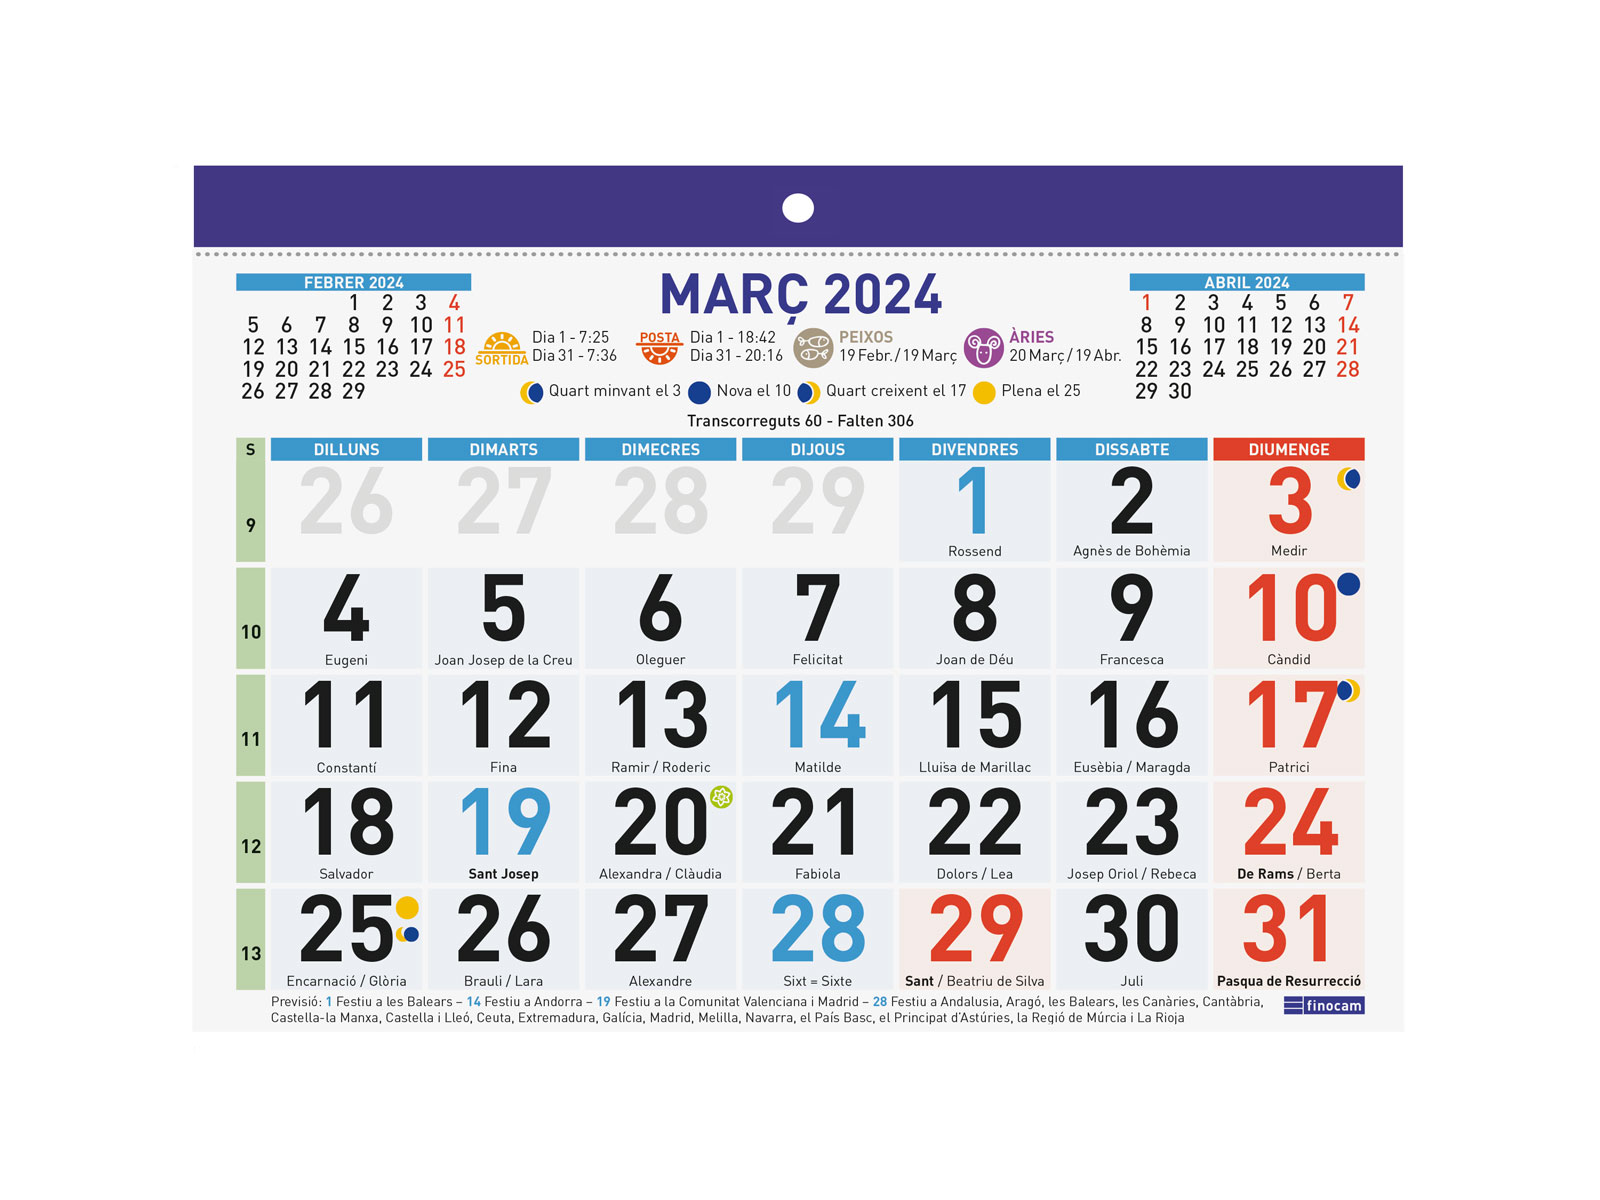 MARÇ 2024
FEBRER 2024
1 2 3 4
5 6 7 8 9 10 11
12 13 14 15 16 17 18
19 20 21 22 23 24 25
26 27 28 29
SORTIDA
Dia 1 - 7:25
Dia 31 - 7:36
POSTA
Dia 1 - 18:42
Dia 31 - 20:16
PEIXOS
19 Febr. / 19 Març
ÀRIES
20 Març / 19 Abr.
ABRIL 2024
1 2 3 4 5 6 7
8 9 10 11 12 13 14
15 16 17 18 19 20 21
22 23 24 25 26 27 28
29 30
Quart minvant el 3 Nova el 10 Quart creixent el 17 Plena el 25
Transcorreguts 60 - Falten 306
S DILLUNS DIMARTS DIMECRES DIJOUS DIVENDRES DISSABTE DIUMENGE
9 26 27 28 29 1 2 3
Rossend Agnès de Bohèmia Medir
10 4 5 6 7 8 9 10
Eugeni Joan Josep de la Creu Oleguer Felicitat Joan de Déu Francesca Càndid
11 11 12 13 14 15 16 17
Constantí Fina Ramir / Roderic Matilde Lluïsa de Marillac Eusèbia / Maragda Patrici
12 18 19 20 21 22 23 24
Salvador Sant Josep Alexandra / Clàudia Fabiola Dolors / Lea Josep Oriol / Rebeca De Rams / Berta
13 25 26 27 28 29 30 31
Encarnació / Glòria Brauli / Lara Alexandre Sixt = Sixte Sant / Beatriu de Silva Juli Pasqua de Resurrecció
Previsió: 1 Festiu a les Balears – 14 Festiu a Andorra – 19 Festiu a la Comunitat Valenciana i Madrid – 28 Festiu a Andalusia, Aragó, les Balears, les Canàries, Cantàbria,
Castella-la Manxa, Castella i Lleó, Ceuta, Extremadura, Galícia, Madrid, Melilla, Navarra, el País Basc, el Principat d'Astúries, la Regió de Múrcia i La Rioja
finocam